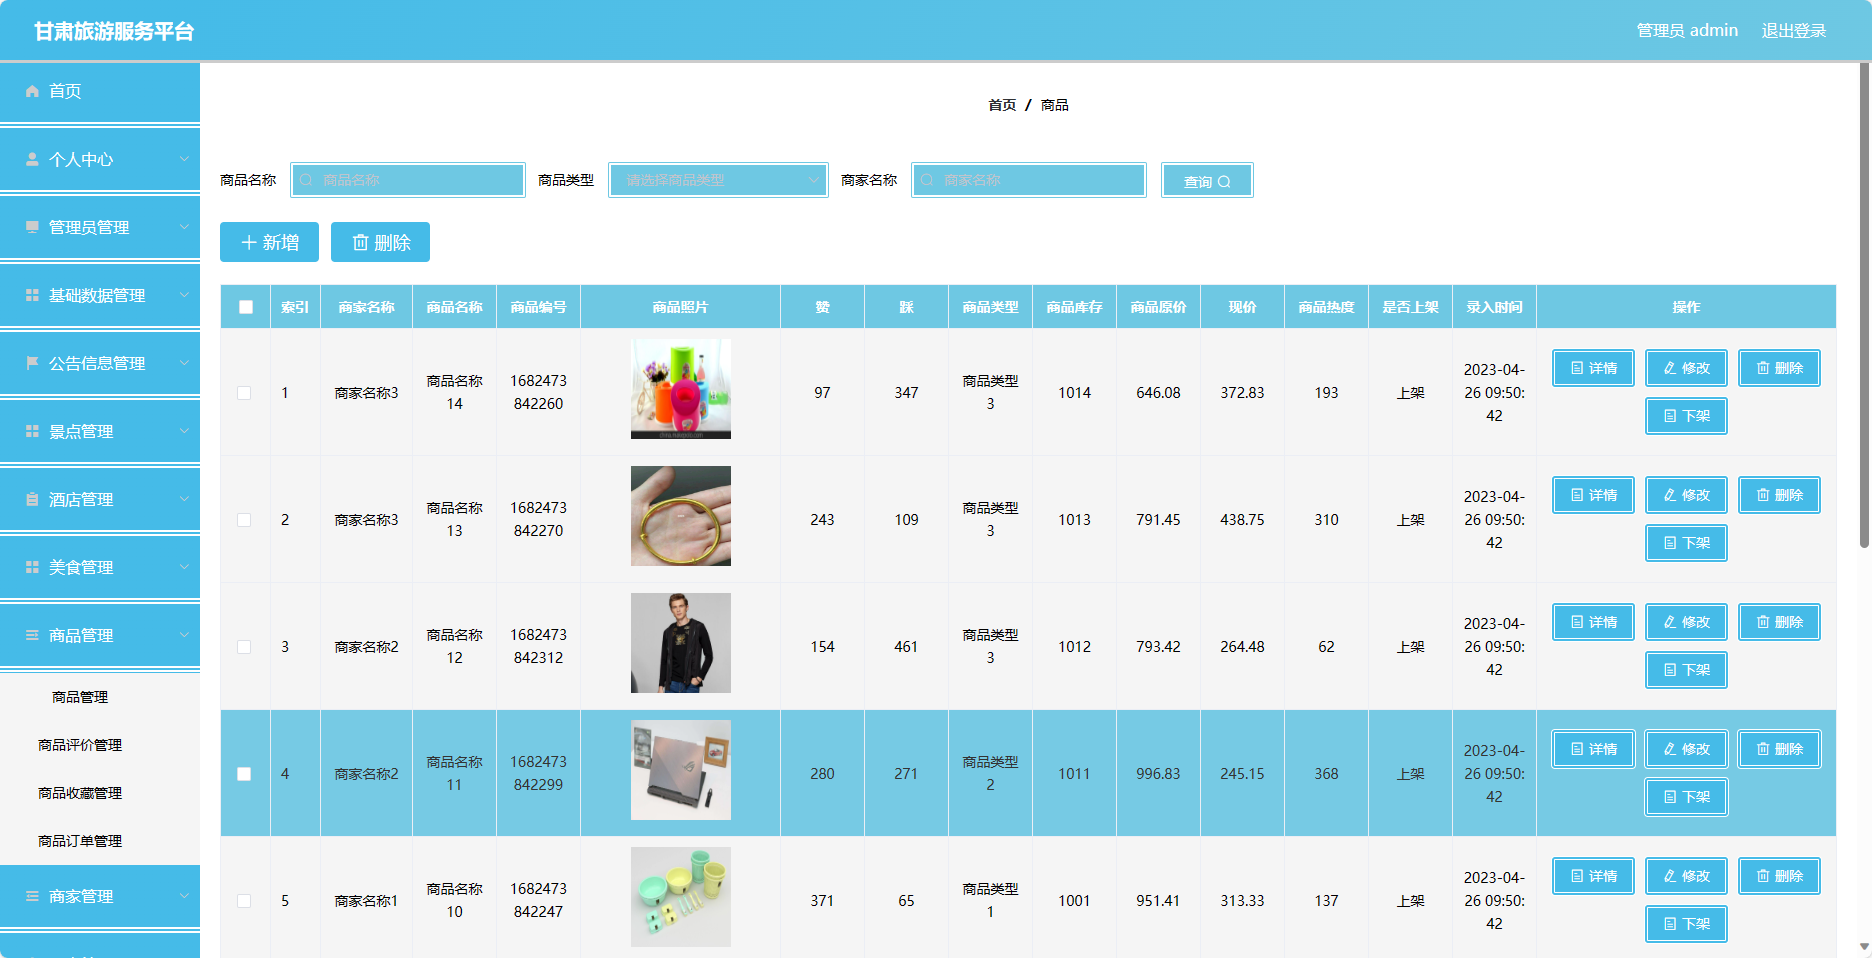 甘肃旅游服务平台
管理员 admin 退出登录
首页
个人中心
管理员管理
基础数据管理
公告信息管理
景点管理
酒店管理
美食管理
商品管理
商品管理
商品评价管理
商品收藏管理
商品订单管理
商家管理
首页 / 商品
商品名称 商品名称 商品类型 请选择商品类型 商家名称 商家名称 查询
新增 删除
索引 商家名称 商品名称 商品编号 商品照片 赞 踩 商品类型 商品库存 商品原价 现价 商品热度 是否上架 录入时间 操作
1 商家名称3 商品名称14 1682473842260 97 347 商品类型3 1014 646.08 372.83 193 上架 2023-04-26 09:50:42 详情 修改 删除 下架
2 商家名称3 商品名称13 1682473842270 243 109 商品类型3 1013 791.45 438.75 310 上架 2023-04-26 09:50:42 详情 修改 删除 下架
3 商家名称2 商品名称12 1682473842312 154 461 商品类型3 1012 793.42 264.48 62 上架 2023-04-26 09:50:42 详情 修改 删除 下架
4 商家名称2 商品名称11 1682473842299 280 271 商品类型2 1011 996.83 245.15 368 上架 2023-04-26 09:50:42 详情 修改 删除 下架
5 商家名称1 商品名称10 1682473842247 371 65 商品类型1 1001 951.41 313.33 137 上架 2023-04-26 09:50:42 详情 修改 删除 下架